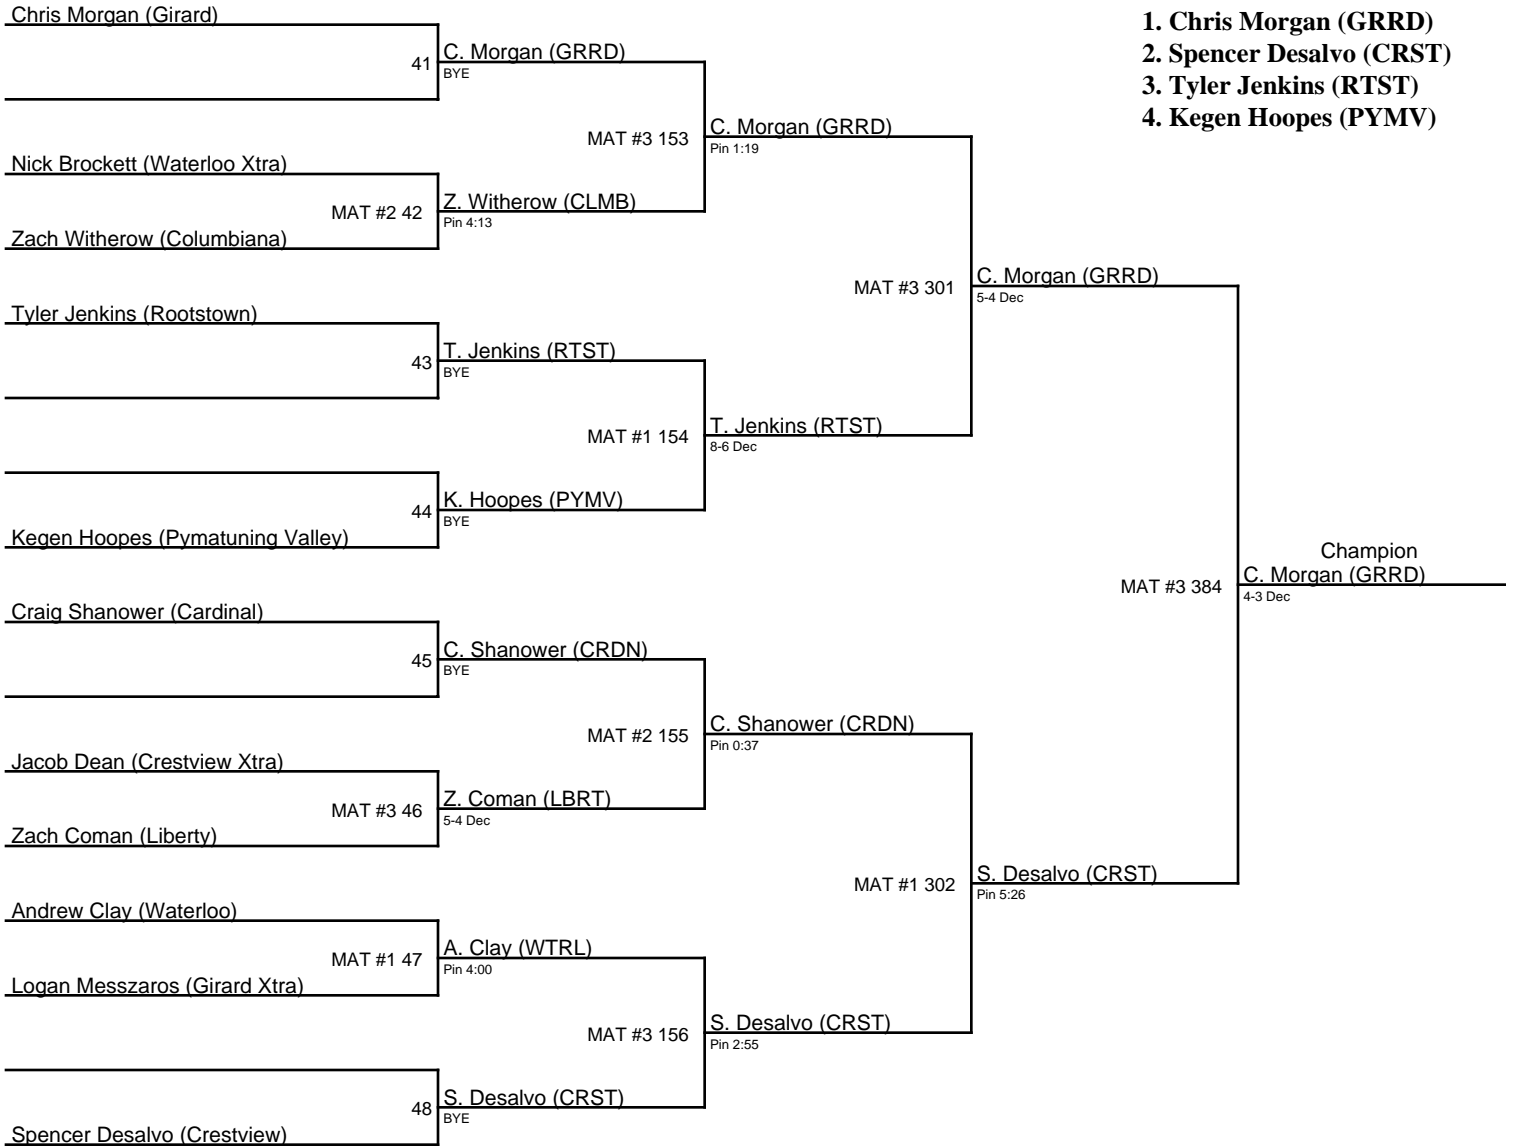 Chris Morgan (Girard)
41
C. Morgan (GRRD)
BYE
Nick Brockett (Waterloo Xtra)
MAT #2 42
Z. Witherow (CLMB)
Pin 4:13
Zach Witherow (Columbiana)
MAT #3 153
C. Morgan (GRRD)
Pin 1:19
Tyler Jenkins (Rootstown)
43
T. Jenkins (RTST)
BYE
44
K. Hoopes (PYMV)
BYE
Kegen Hoopes (Pymatuning Valley)
MAT #1 154
T. Jenkins (RTST)
8-6 Dec
MAT #3 301
C. Morgan (GRRD)
5-4 Dec
Craig Shanower (Cardinal)
45
C. Shanower (CRDN)
BYE
Jacob Dean (Crestview Xtra)
MAT #3 46
Z. Coman (LBRT)
5-4 Dec
Zach Coman (Liberty)
MAT #2 155
C. Shanower (CRDN)
Pin 0:37
Andrew Clay (Waterloo)
MAT #1 47
A. Clay (WTRL)
Pin 4:00
Logan Messzaros (Girard Xtra)
48
S. Desalvo (CRST)
BYE
Spencer Desalvo (Crestview)
MAT #3 156
S. Desalvo (CRST)
Pin 2:55
MAT #1 302
S. Desalvo (CRST)
Pin 5:26
MAT #3 384
Champion
C. Morgan (GRRD)
4-3 Dec
1. Chris Morgan (GRRD)
2. Spencer Desalvo (CRST)
3. Tyler Jenkins (RTST)
4. Kegen Hoopes (PYMV)